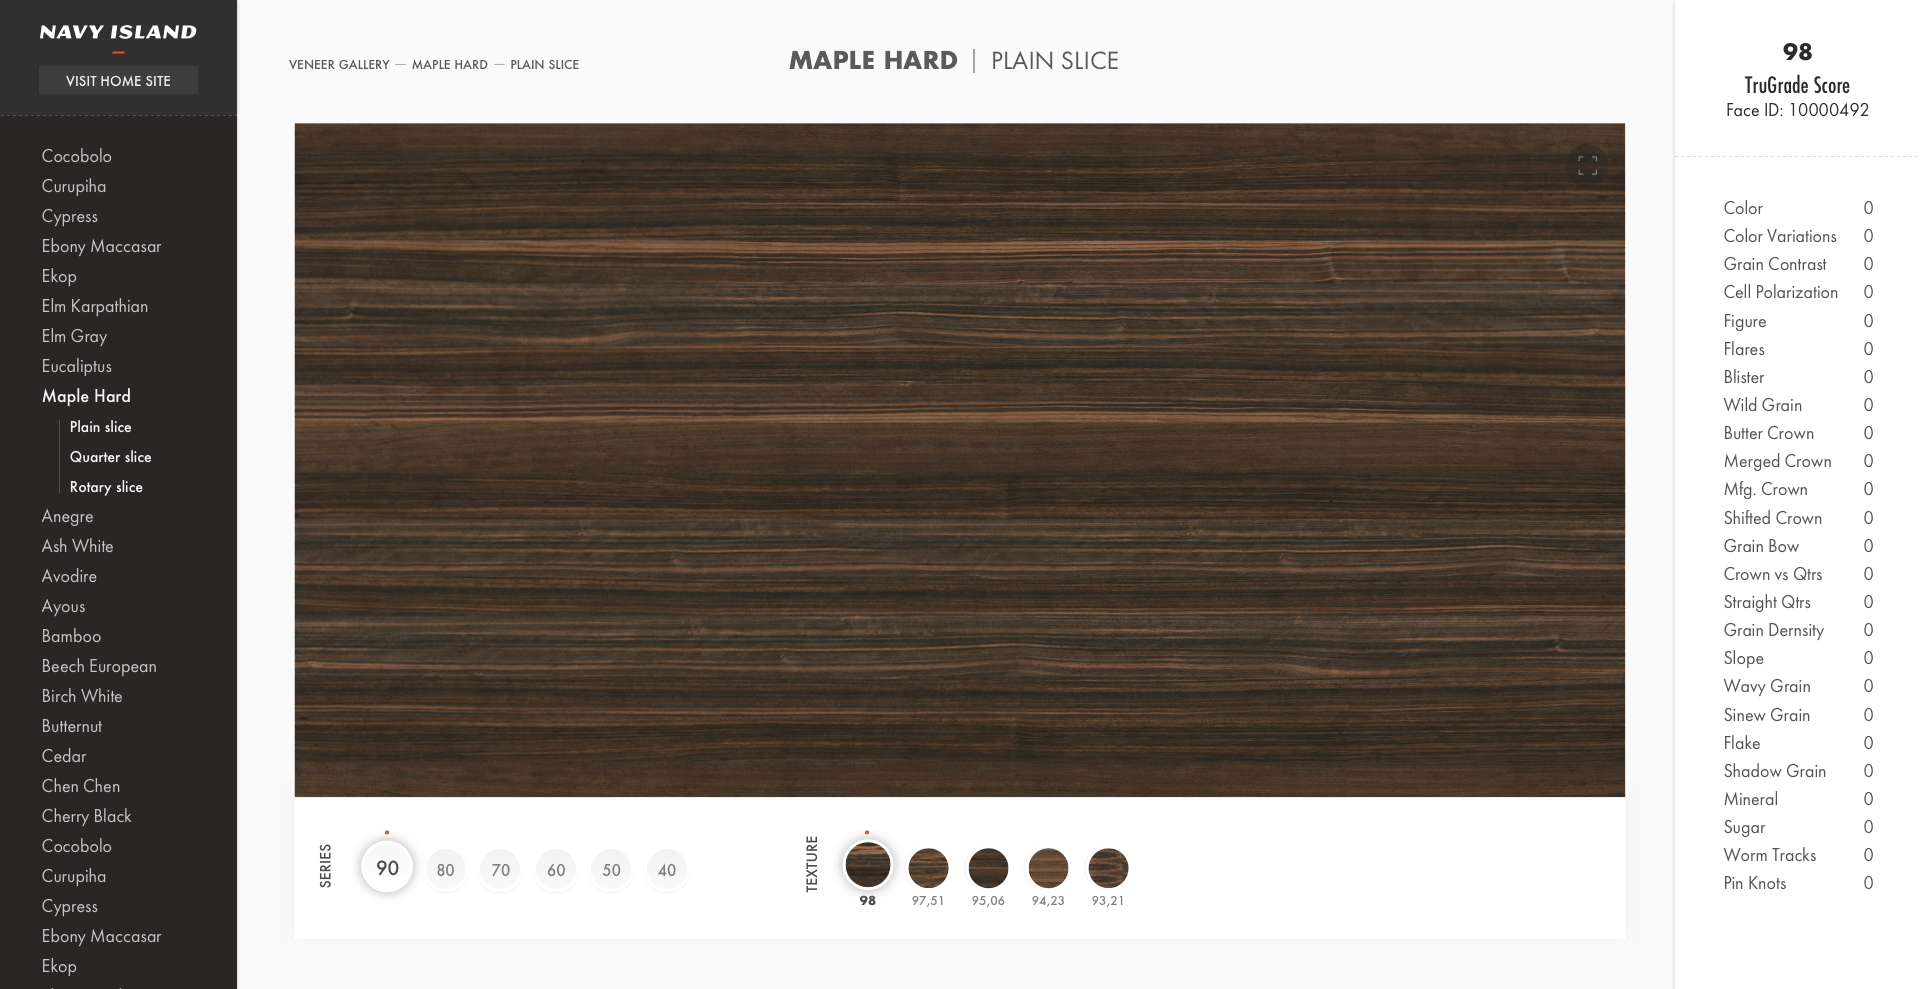 NAVY ISLAND
VISIT HOME SITE
Cocobolo
Curupiha
Cypress
Ebony Maccasar
Ekop
Elm Karpathian
Elm Gray
Eucaliptus
Maple Hard
Plain slice
Quarter slice
Rotary slice
Anegre
Ash White
Avodire
Ayous
Bamboo
Beech European
Birch White
Butternut
Cedar
Chen Chen
Cherry Black
Cocobolo
Curupiha
Cypress
Ebony Maccasar
Ekop
VENEER GALLERY — MAPLE HARD — PLAIN SLICE
MAPLE HARD | PLAIN SLICE
SERIES
90 80 70 60 50 40
TEXTURE
98 97,51 95,06 94,23 93,21
98
TruGrade Score
Face ID: 10000492
Color 0
Color Variations 0
Grain Contrast 0
Cell Polarization 0
Figure 0
Flares 0
Blister 0
Wild Grain 0
Butter Crown 0
Merged Crown 0
Mfg. Crown 0
Shifted Crown 0
Grain Bow 0
Crown vs Qtrs 0
Straight Qtrs 0
Grain Dernsity 0
Slope 0
Wavy Grain 0
Sinew Grain 0
Flake 0
Shadow Grain 0
Mineral 0
Sugar 0
Worm Tracks 0
Pin Knots 0